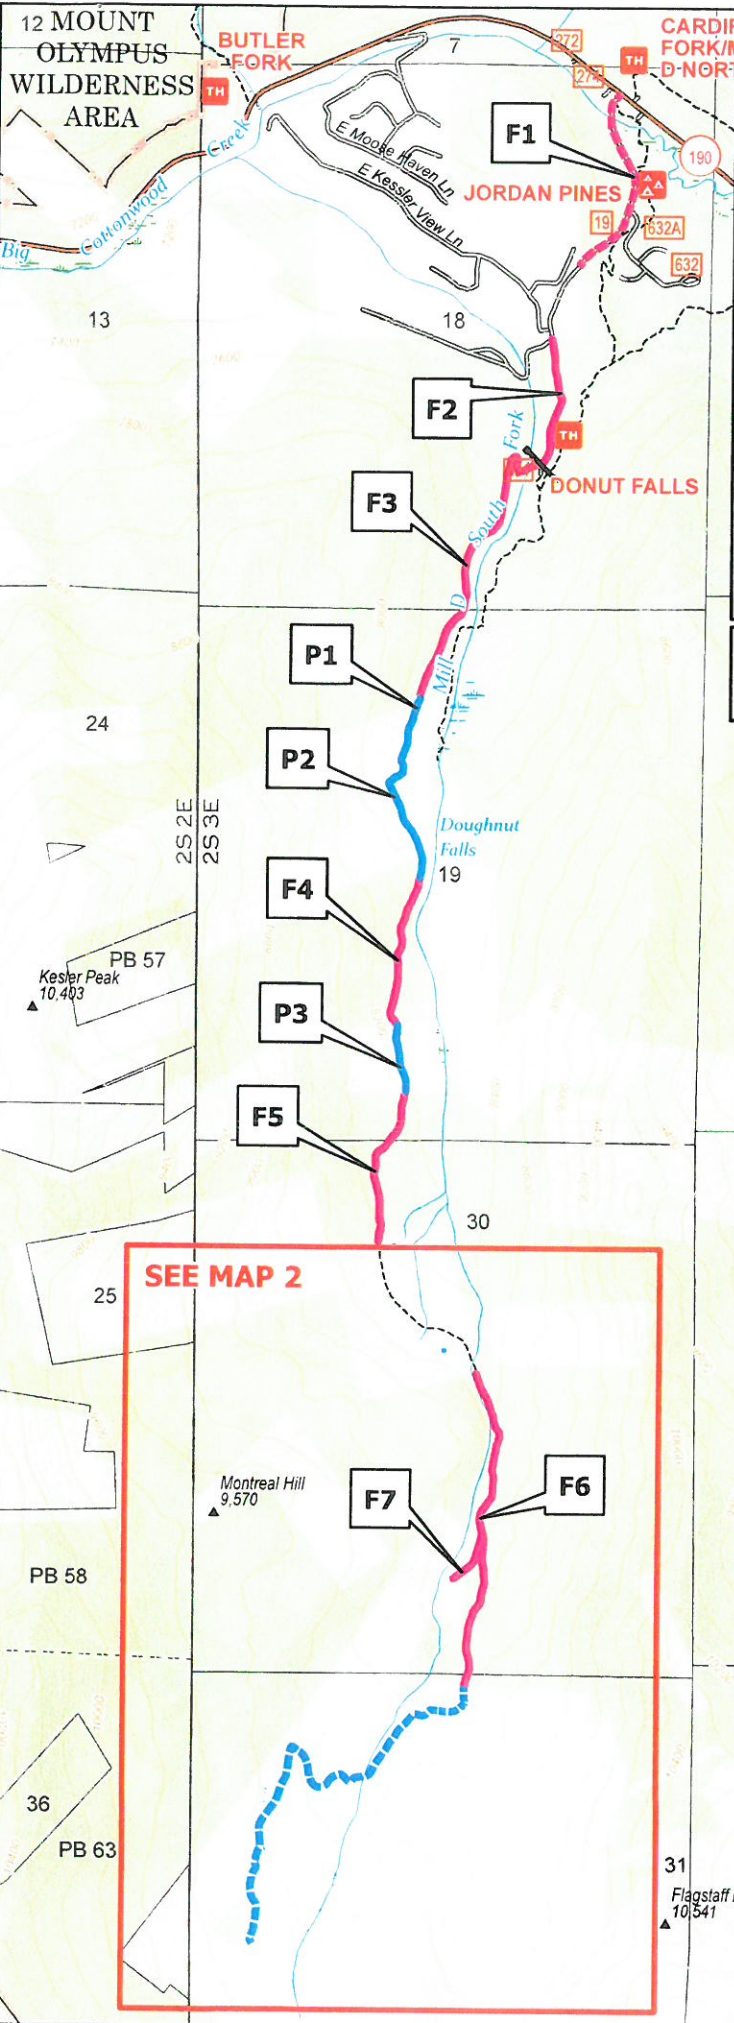 12 MOUNT
OLYMPUS
WILDERNESS
AREA
BUTLER
FORK
TH
7
272
274
TH
CARDIF
FORK/M
D NORT
190
F1
JORDAN PINES
19
632A
632
E Moose Haven Ln
E Kessler View Ln
Big Cottonwood Creek
13
18
F2
TH
DONUT FALLS
South Fork
F3
Mill D
P1
24
P2
2S 2E
2S 3E
Doughnut
Falls
19
F4
PB 57
Kesler Peak
10,403
P3
F5
30
SEE MAP 2
25
Montreal Hill
9,570
F7
F6
PB 58
36
PB 63
31
Flagstaff
10,541